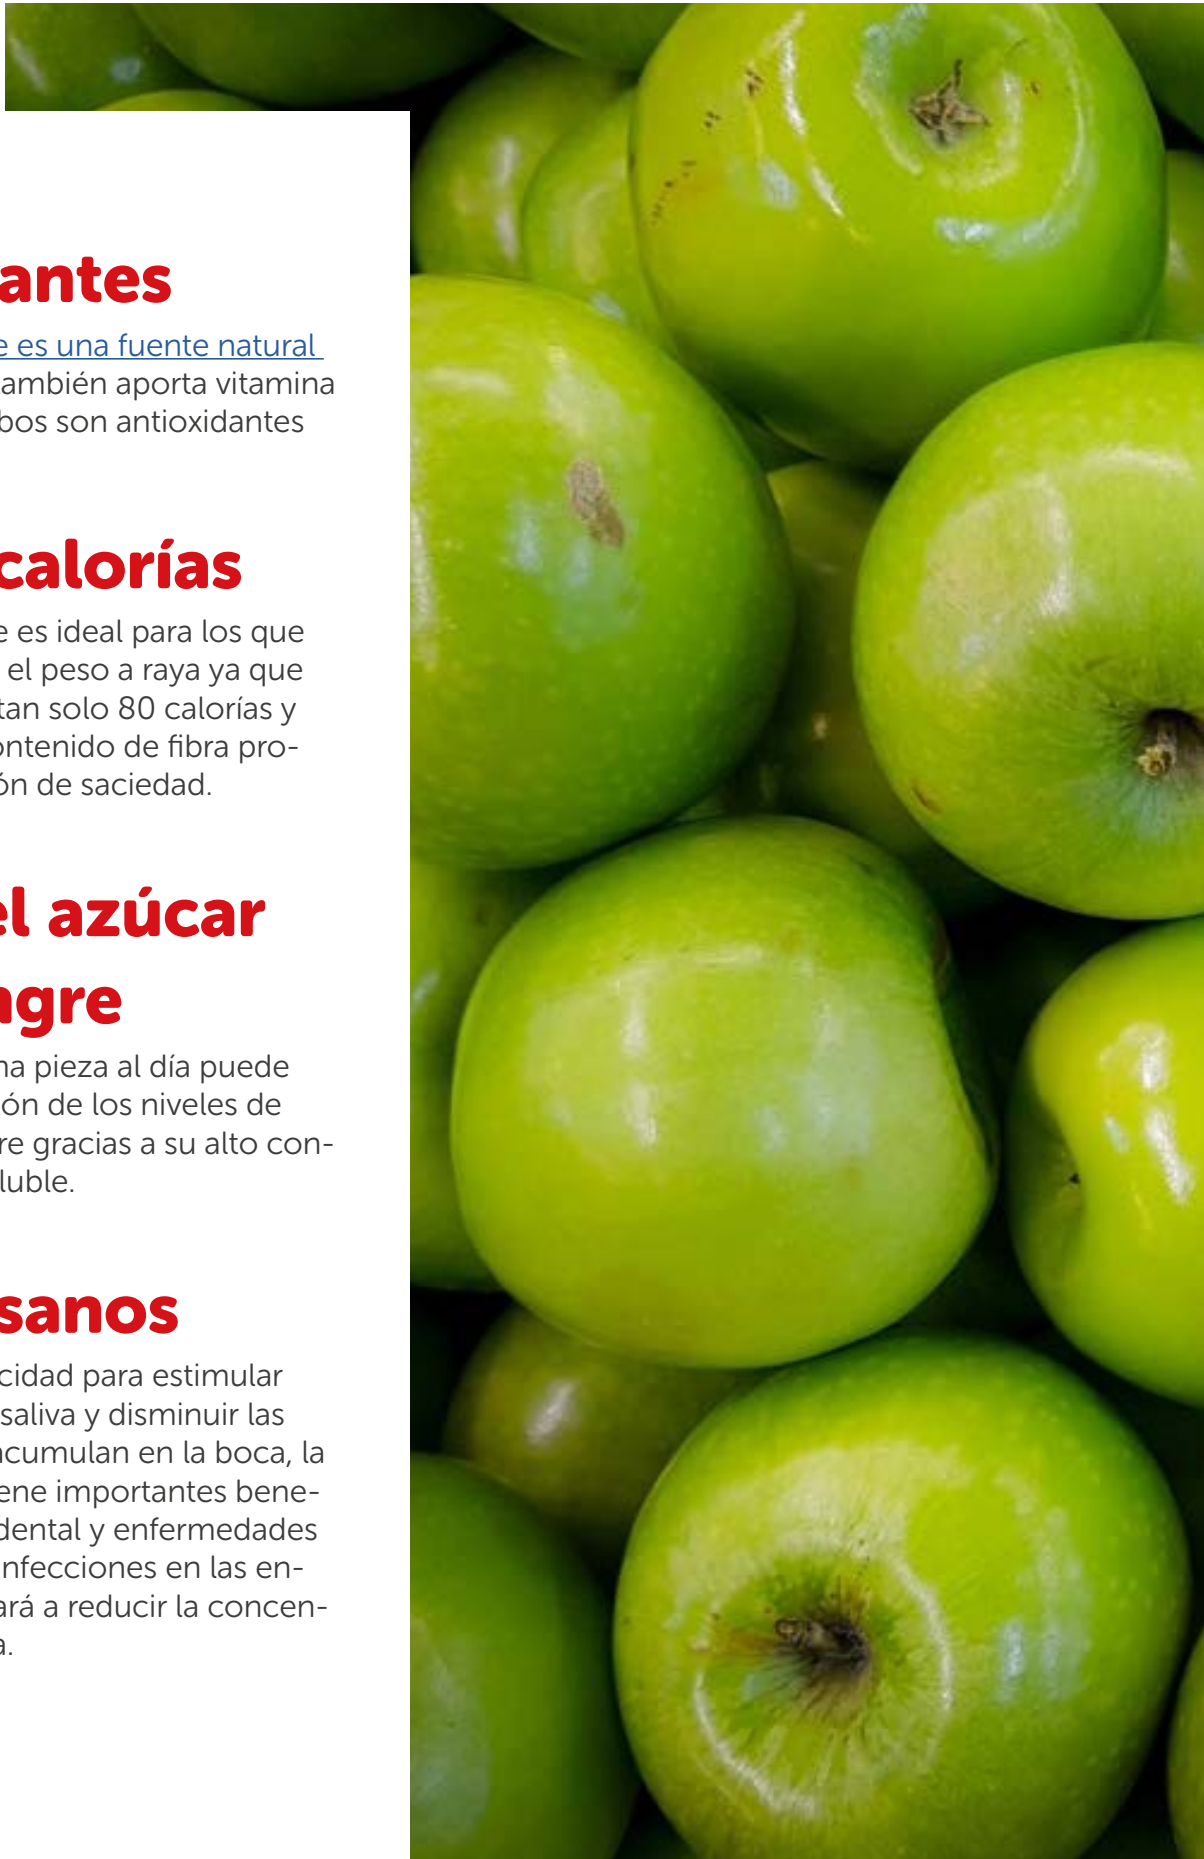 antes
e es una fuente natural
ambién aporta vitamina
bos son antioxidantes
calorías
e es ideal para los que
el peso a raya ya que
tan solo 80 calorías y
ontenido de fibra pro-
ón de saciedad.
el azúcar
ngre
na pieza al día puede
ón de los niveles de
re gracias a su alto con-
luble.
sanos
cidad para estimular
saliva y disminuir las
acumulan en la boca, la
ene importantes bene-
dental y enfermedades
nfecciones en las en-
ará a reducir la concen-
a.